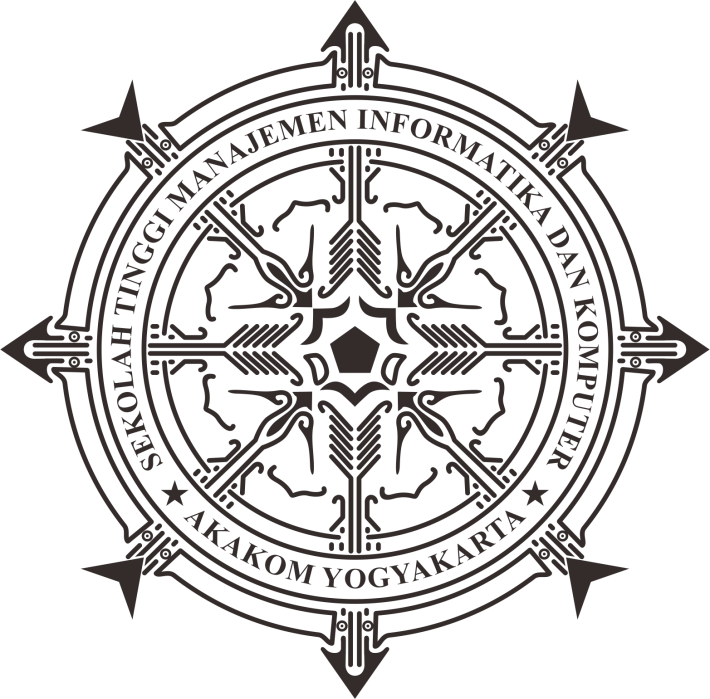 SEKOLAH TINGGI MANAJEMEN INFORMATIKA DAN KOMPUTER
AKAKOM YOGYAKARTA